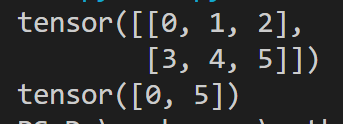 tensor([[0, 1, 2],
        [3, 4, 5]])
tensor([0, 5])